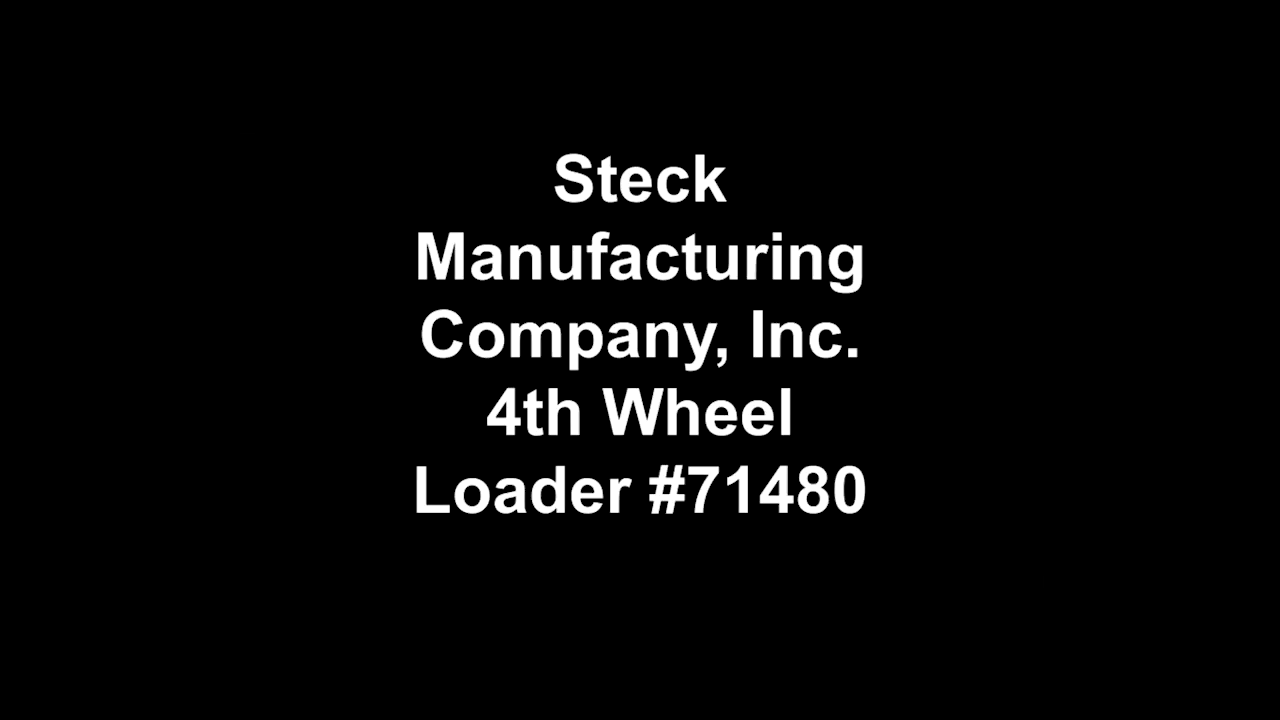 Steck
Manufacturing
Company, Inc.
4th Wheel
Loader #71480